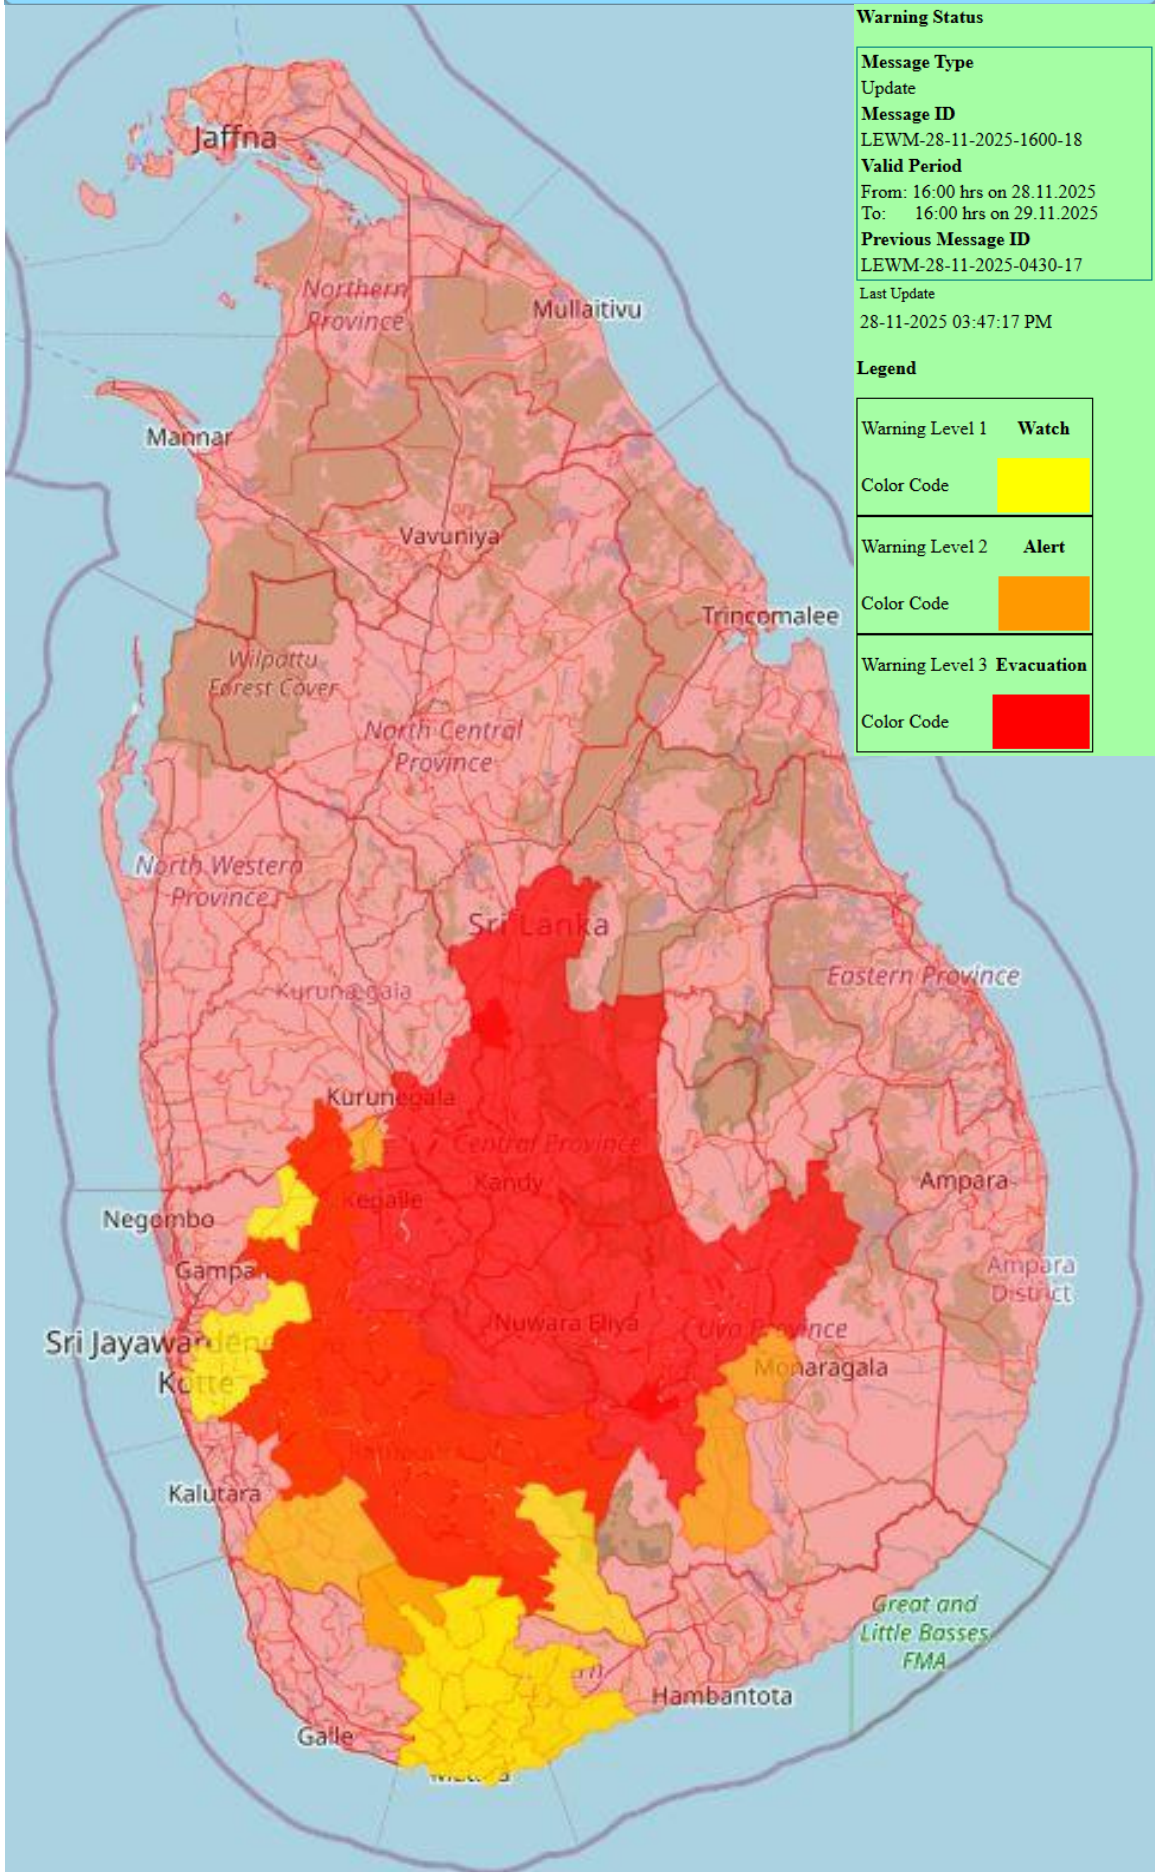 Warning Status
Message Type
Update
Message ID
LEWM-28-11-2025-1600-18
Valid Period
From: 16:00 hrs on 28.11.2025
To: 16:00 hrs on 29.11.2025
Previous Message ID
LEWM-28-11-2025-0430-17
Last Update
28-11-2025 03:47:17 PM
Legend
Warning Level 1 Watch
Color Code
Warning Level 2 Alert
Color Code
Warning Level 3 Evacuation
Color Code
Jaffna
Northern
Province
Mullaitivu
Mannar
Vavuniya
Trincomalee
Wilpattu
Forest Cover
North Central
Province
North Western
Province
Sri Lanka
Eastern Province
Kurunegala
Central Province
Kandy
Kegalle
Ampara
Negombo
Ampara
District
Nuwara Eliya
Uva Province
Monaragala
Kotte
Kalutara
Great and
Little Basses
FMA
Hambantota
Galle